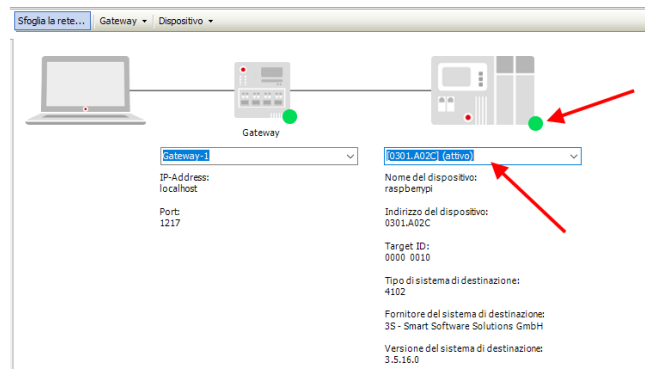 Sfoglia la rete... Gateway Dispositivo
Gateway
Gateway-1
[0301.A02C] (attivo)
IP-Address:
localhost
Port:
1217
Nome del dispositivo:
raspberrypi
Indirizzo del dispositivo:
0301.A02C
Target ID:
0000 0010
Tipo di sistema di destinazione:
4102
Fornitore del sistema di destinazione:
3S - Smart Software Solutions GmbH
Versione del sistema di destinazione:
3.5.16.0